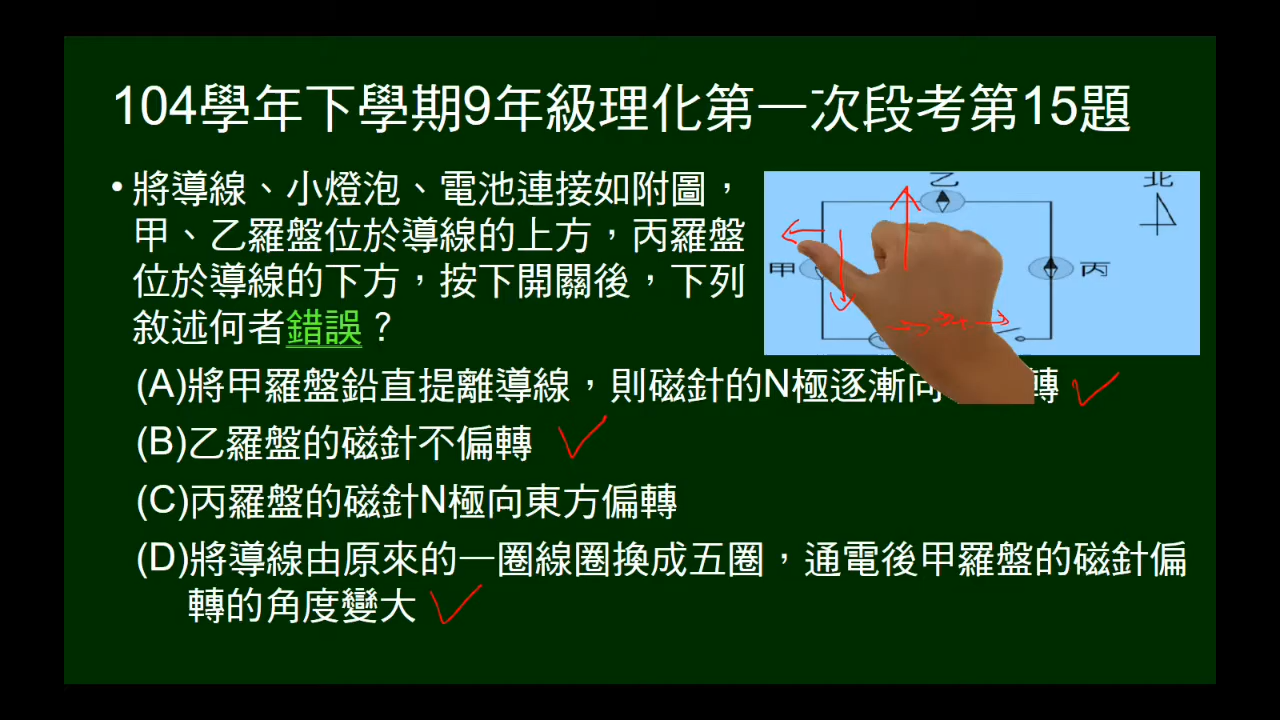 104學年下學期9年級理化第一次段考第15題
•將導線、小燈泡、電池連接如附圖，
甲、乙羅盤位於導線的上方，丙羅盤
位於導線的下方，按下開關後，下列
敘述何者錯誤？
乙
北
甲
丙
(A)將甲羅盤鉛直提離導線，則磁針的N極逐漸向 轉
(B)乙羅盤的磁針不偏轉
(C)丙羅盤的磁針N極向東方偏轉
(D)將導線由原來的一圈線圈換成五圈，通電後甲羅盤的磁針偏
轉的角度變大